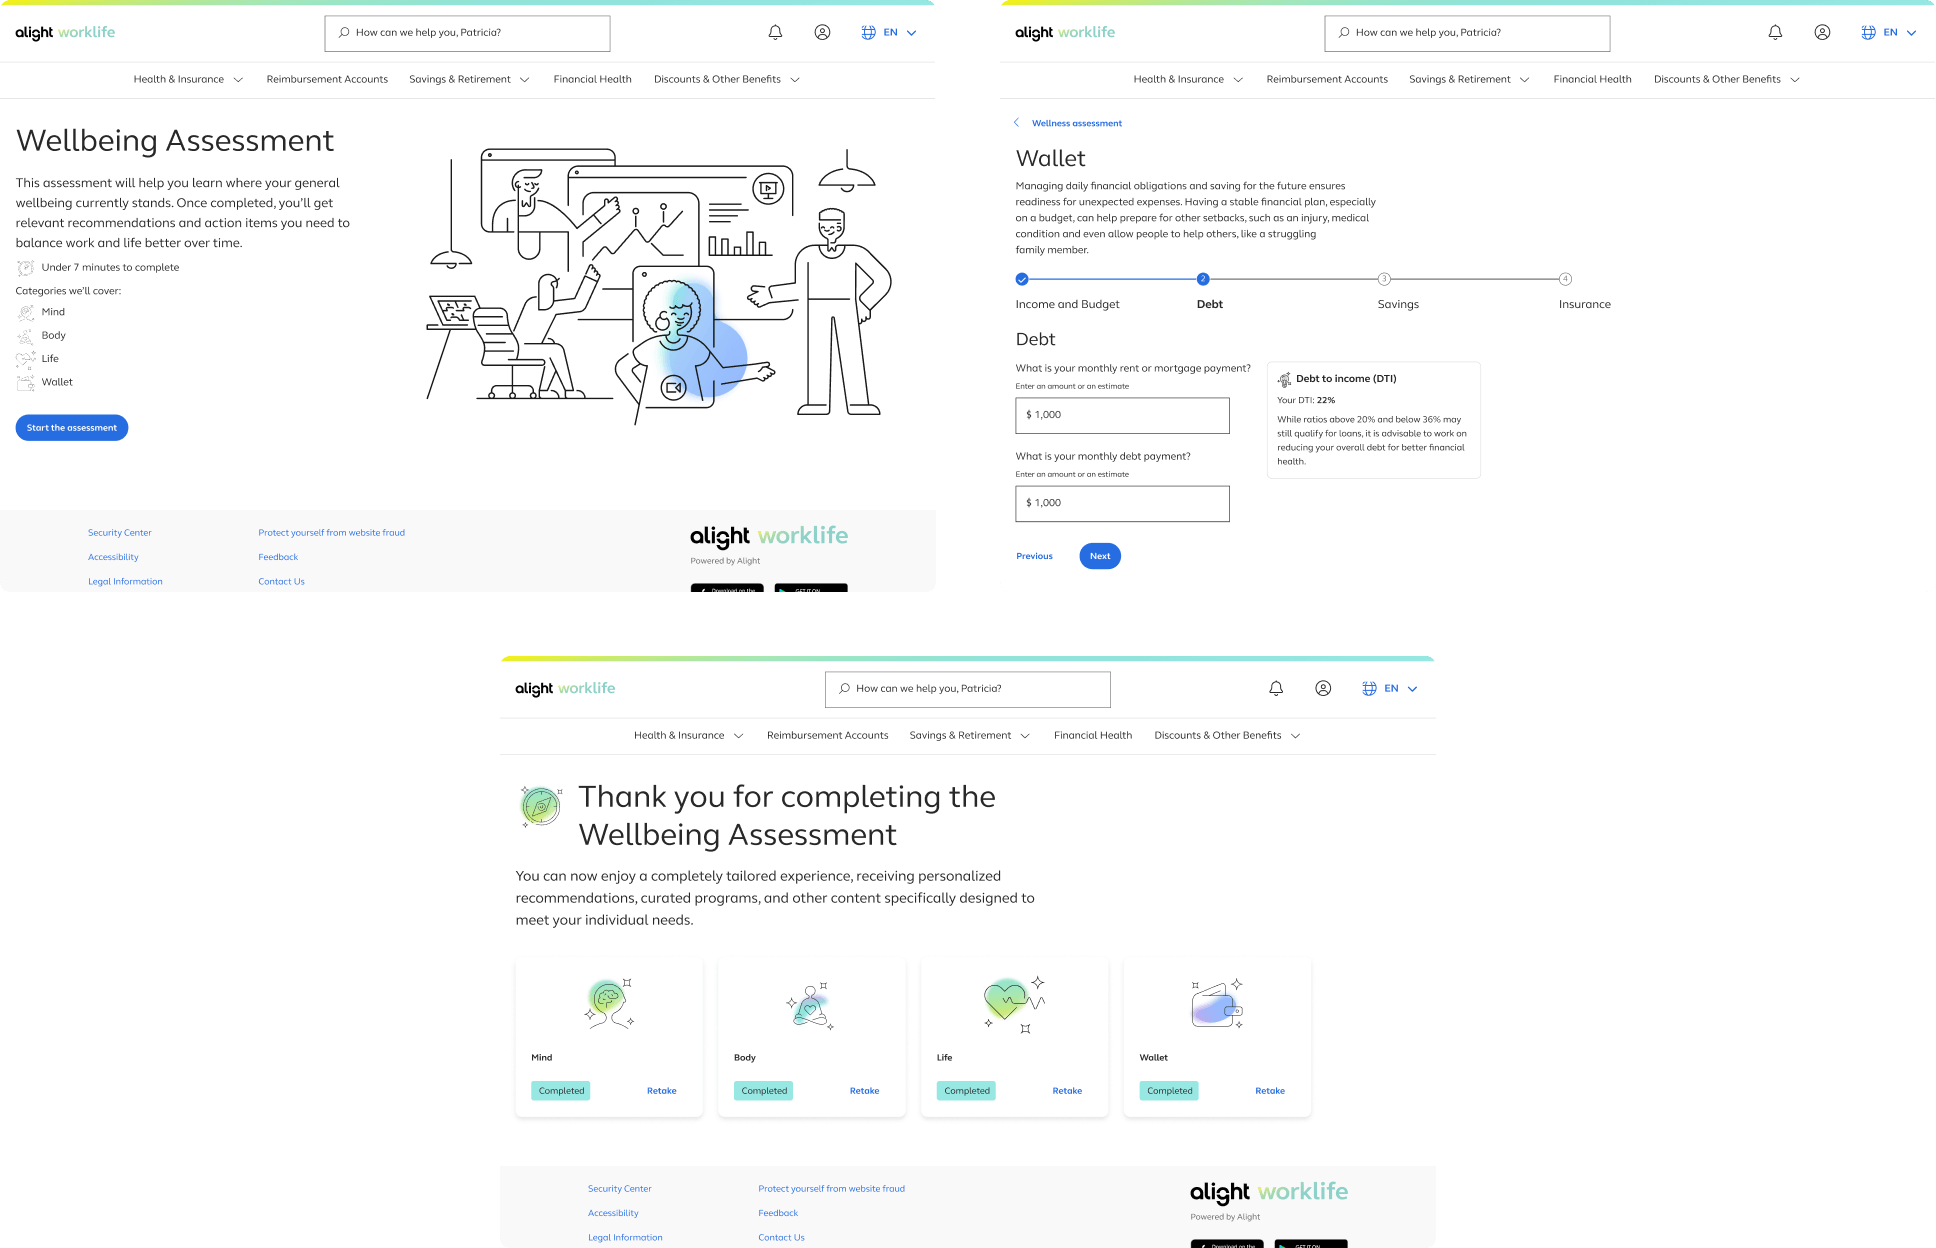 alight worklife
How can we help you, Patricia?
EN
Health & Insurance
Reimbursement Accounts
Savings & Retirement
Financial Health
Discounts & Other Benefits
Wellbeing Assessment
This assessment will help you learn where your general
wellbeing currently stands. Once completed, you'll get
relevant recommendations and action items you need to
balance work and life better over time.
Under 7 minutes to complete
Categories we'll cover:
Mind
Body
Life
Wallet
Start the assessment
Security Center
Protect yourself from website fraud
Accessibility
Feedback
Legal Information
Contact Us
alight worklife
Powered by Alight
Download on the
GET IT ON
alight worklife
How can we help you, Patricia?
EN
Health & Insurance
Reimbursement Accounts
Savings & Retirement
Financial Health
Discounts & Other Benefits
Wellness assessment
Wallet
Managing daily financial obligations and saving for the future ensures
readiness for unexpected expenses. Having a stable financial plan, especially
on a budget, can help prepare for other setbacks, such as an injury, medical
condition and even allow people to help others, like a struggling
family member.
2
3
4
Income and Budget
Debt
Savings
Insurance
Debt
What is your monthly rent or mortgage payment?
Enter an amount or an estimate
$ 1,000
What is your monthly debt payment?
Enter an amount or an estimate
$ 1,000
Debt to income (DTI)
Your DTI: 22%
While ratios above 20% and below 36% may
still qualify for loans, it is advisable to work on
reducing your overall debt for better financial
health.
Previous
Next
alight worklife
How can we help you, Patricia?
EN
Health & Insurance
Reimbursement Accounts
Savings & Retirement
Financial Health
Discounts & Other Benefits
Thank you for completing the
Wellbeing Assessment
You can now enjoy a completely tailored experience, receiving personalized
recommendations, curated programs, and other content specifically designed to
meet your individual needs.
Mind
Completed
Retake
Body
Completed
Retake
Life
Completed
Retake
Wallet
Completed
Retake
Security Center
Protect yourself from website fraud
Accessibility
Feedback
Legal Information
Contact Us
alight worklife
Powered by Alight
Download on the
GET IT ON